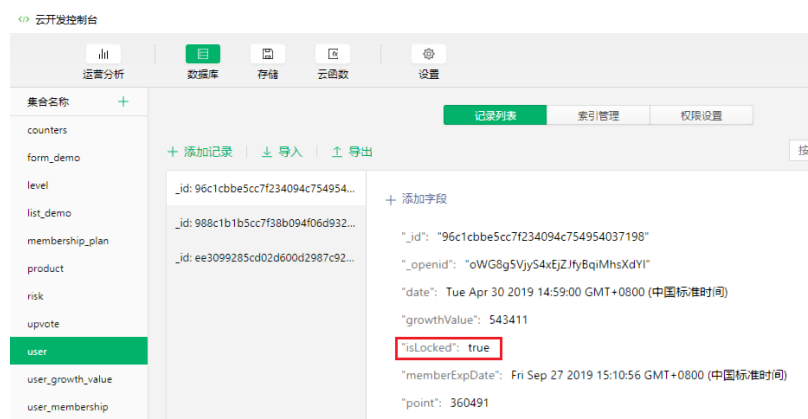 云开发控制台
运营分析 数据库 存储 云函数 设置
集合名称 +
记录列表 索引管理 权限设置
counters
+ 添加记录 导入 导出 按
form_demo
level
_id: 96c1cbbe5cc7f234094c754954...
+ 添加字段
list_demo
_id: 988c1b1b5cc7f38b094f06d932...
"_id": "96c1cbbe5cc7f234094c754954037198"
membership_plan
_id: ee3099285cd02d600d2987c92...
"_openid": "oWG8g5VjyS4xEjZJfyBqiMhsXdYI"
product
"date": Tue Apr 30 2019 14:59:00 GMT+0800 (中国标准时间)
risk
"growthValue": 543411
upvote
"isLocked": true
user
"memberExpDate": Fri Sep 27 2019 15:10:56 GMT+0800 (中国标准时间)
user_growth_value
"point": 360491
user_membership